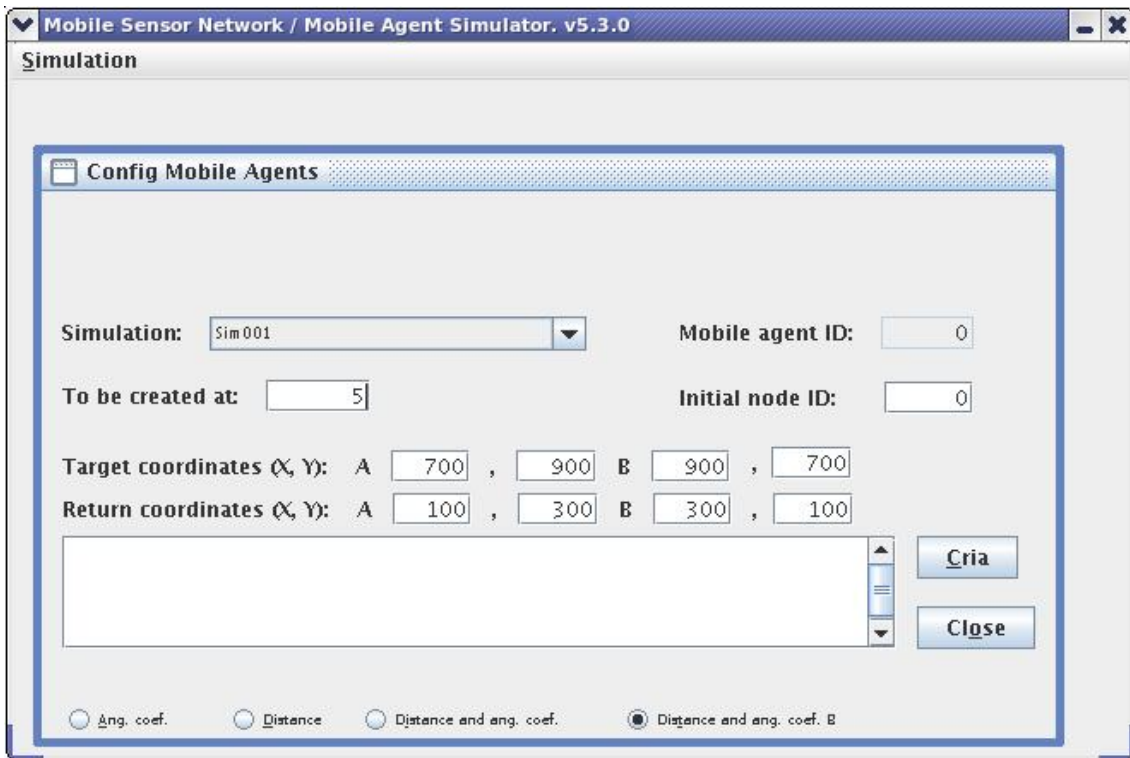 Mobile Sensor Network / Mobile Agent Simulator. v5.3.0
Simulation
Config Mobile Agents
Simulation: Sim001 Mobile agent ID: 0
To be created at: 5 Initial node ID: 0
Target coordinates (X, Y): A 700 , 900 B 900 , 700
Return coordinates (X, Y): A 100 , 300 B 300 , 100
Cria
Close
Ang. coef. Distance Distance and ang. coef. Distance and ang. coef. B